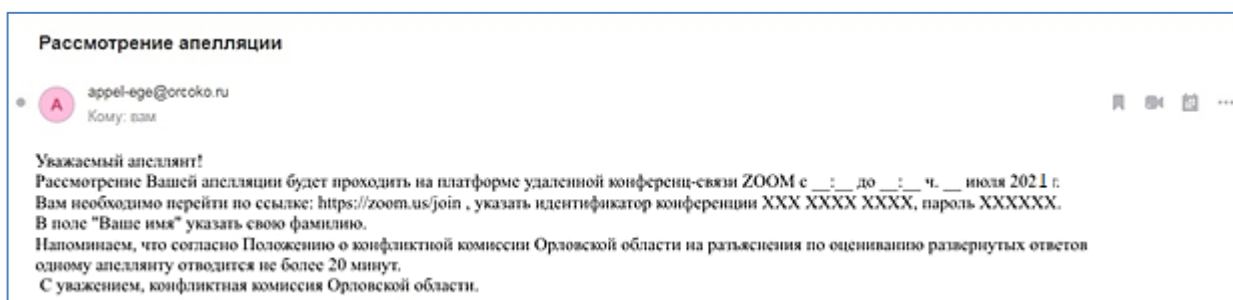 Рассмотрение апелляции
А
appel-ege@orcoko.ru
Кому: вам
Уважаемый апеллянт!
Рассмотрение Вашей апелляции будет проходить на платформе удаленной конференц-связи ZOOM с __:__ до __:__ ч. __ июля 2021 г.
Вам необходимо перейти по ссылке: https://zoom.us/join , указать идентификатор конференции XXX XXXX XXXX, пароль XXXXXX.
В поле "Ваше имя" указать свою фамилию.
Напоминаем, что согласно Положению о конфликтной комиссии Орловской области на разъяснения по оцениванию развернутых ответов
одному апеллянту отводится не более 20 минут.
С уважением, конфликтная комиссия Орловской области.